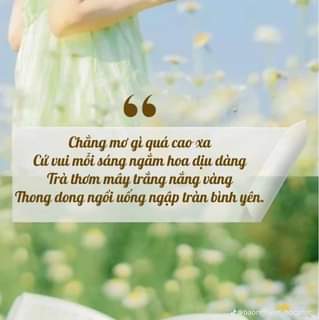 Chẳng mơ gì quá cao xa
Cứ vui mỗi sáng ngắm hoa dịu dàng
Trà thơm mây trắng nắng vàng
Thong dong ngồi uống ngập tràn bình yên.